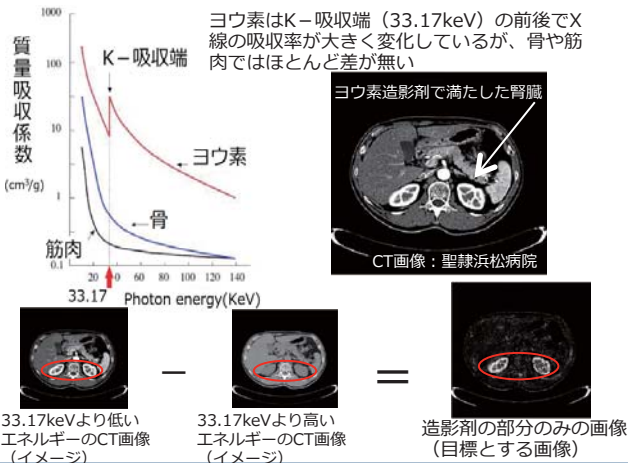 ヨウ素はK－吸収端（33.17keV）の前後でX
線の吸収率が大きく変化しているが、骨や筋
肉ではほとんど差が無い
質量吸収係数
(cm³/g)
1000
100
10
1
0.1
K－吸収端
ヨウ素
骨
筋肉
20 40 60 80 100 120 140
33.17
Photon energy(KeV)
ヨウ素造影剤で満たした腎臓
CT画像：聖隷浜松病院
－
＝
33.17keVより低い
エネルギーのCT画像
（イメージ）
33.17keVより高い
エネルギーのCT画像
（イメージ）
造影剤の部分のみの画像
（目標とする画像）